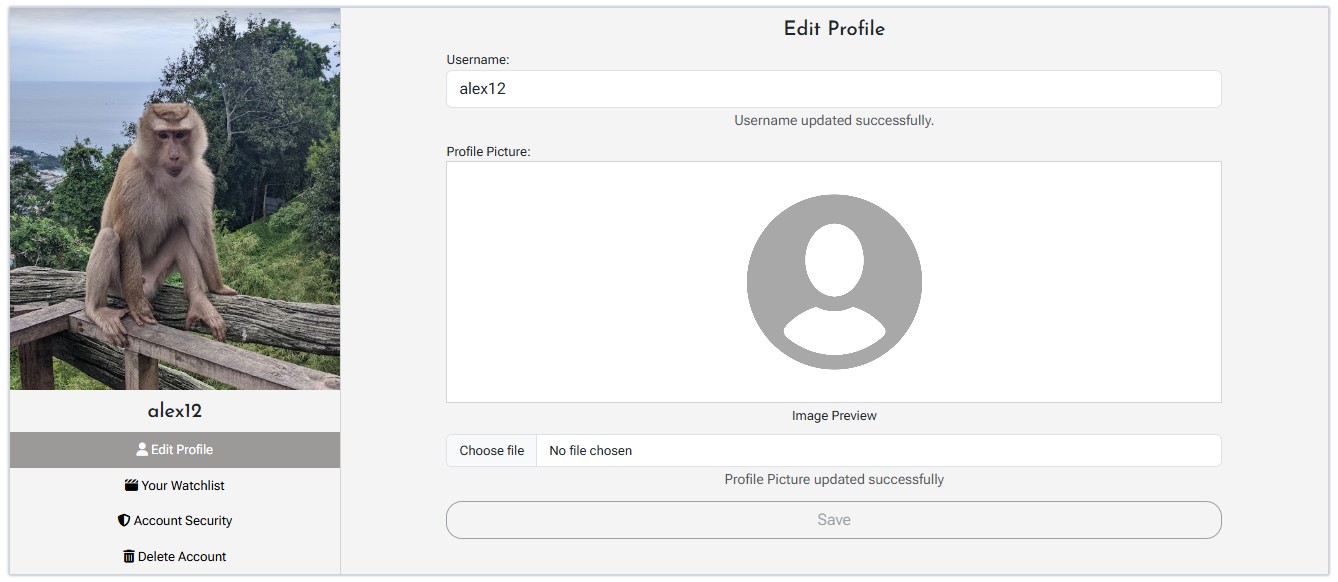 alex12
Edit Profile
Your Watchlist
Account Security
Delete Account
Edit Profile
Username:
alex12
Username updated successfully.
Profile Picture:
Image Preview
Choose file No file chosen
Profile Picture updated successfully
Save